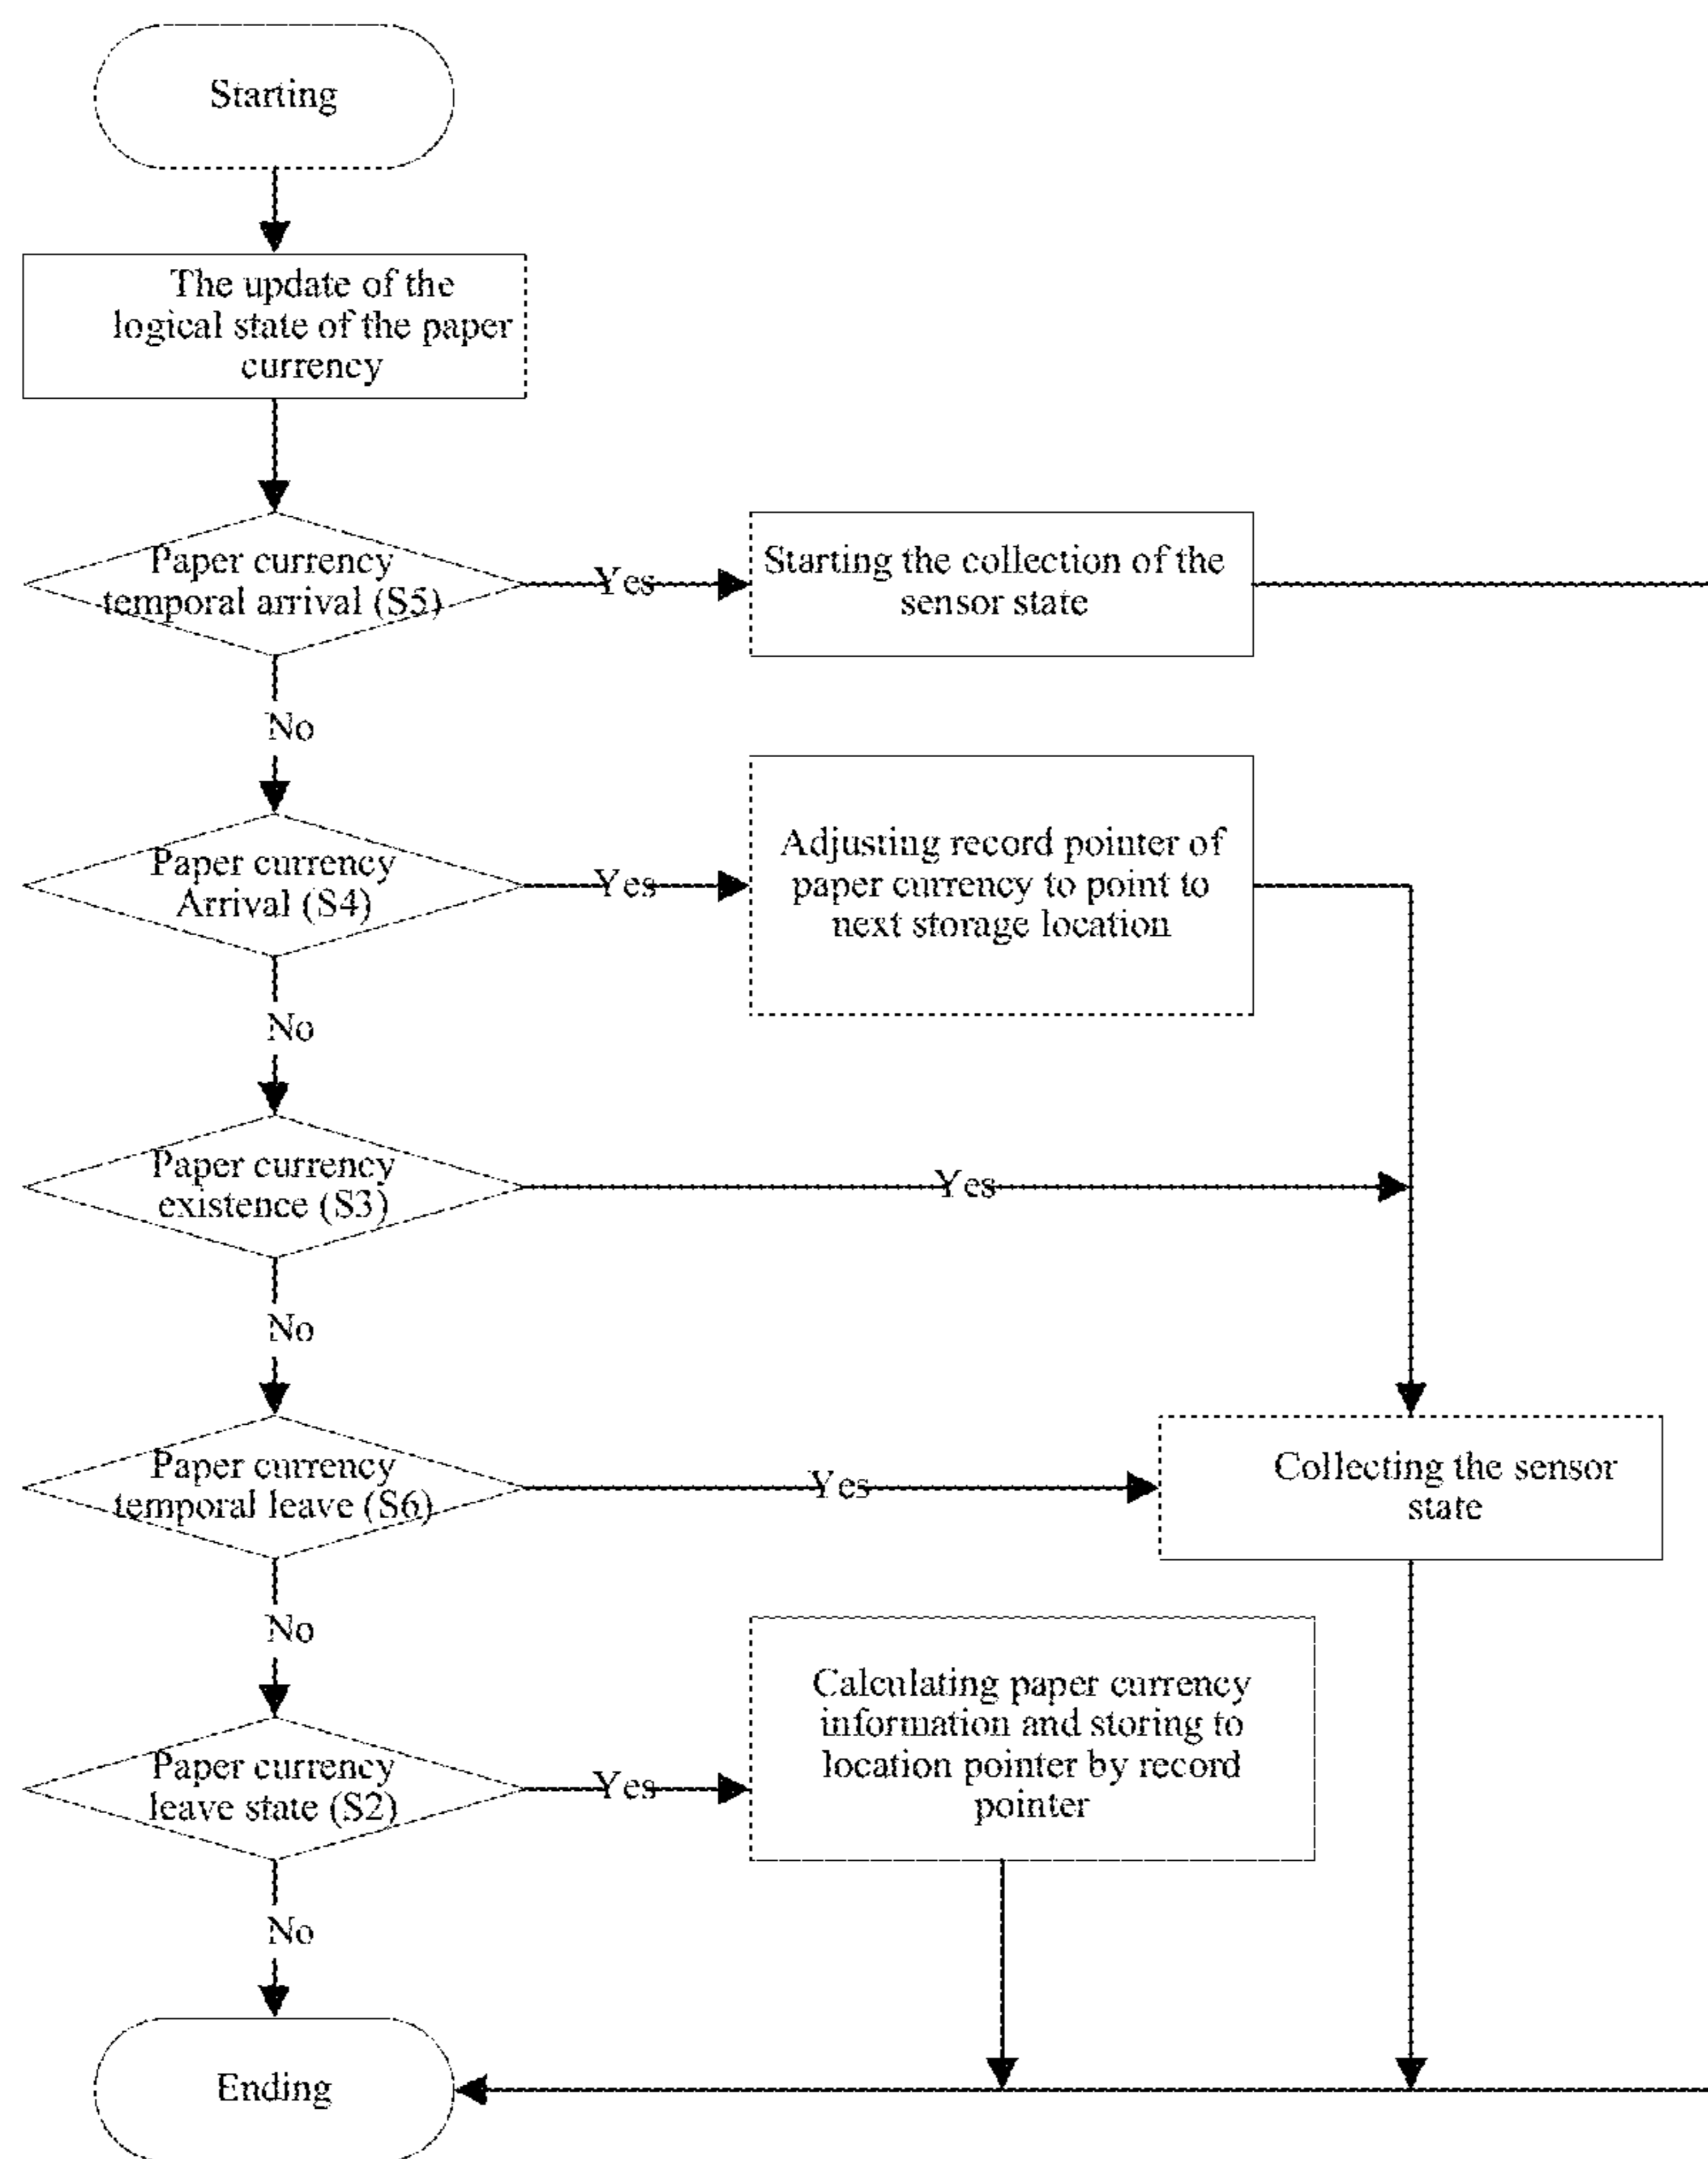 Starting
The update of the
logical state of the paper
currency
Paper currency
temporal arrival (S5)
Yes
Starting the collection of the
sensor state
No
Paper currency
Arrival (S4)
Yes
Adjusting record pointer of
paper currency to point to
next storage location
No
Paper currency
existence (S3)
Yes
No
Paper currency
temporal leave (S6)
Yes
Collecting the sensor
state
No
Paper currency
leave state (S2)
Yes
Calculating paper currency
information and storing to
location pointer by record
pointer
No
Ending